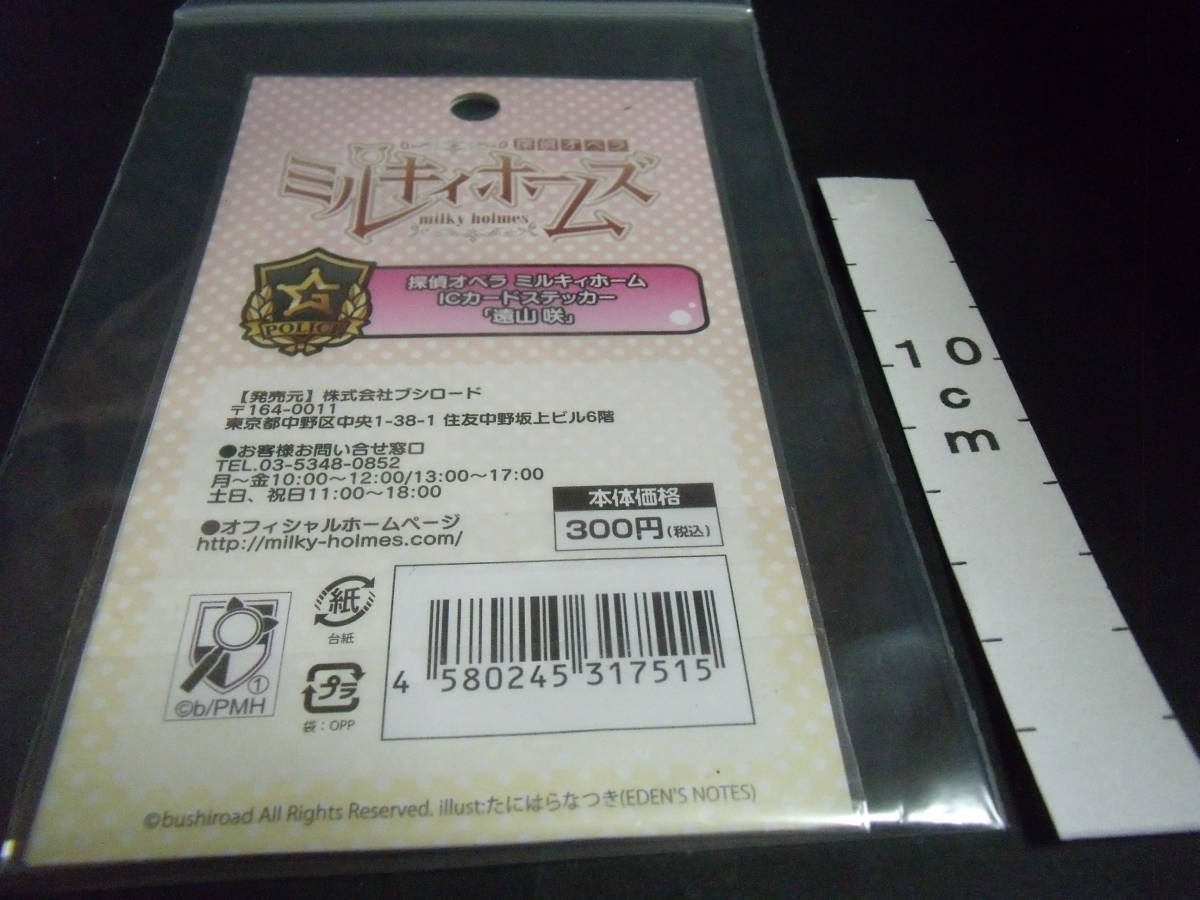 探偵オペラ
ミルキィホームズ
milky holmes
探偵オペラ ミルキィホーム
ICカードステッカー
「遠山 咲」
POLICE
【発売元】株式会社ブシロード
〒164-0011
東京都中野区中央1-38-1 住友中野坂上ビル6階
●お客様お問い合せ窓口
TEL.03-5348-0852
月～金10:00～12:00/13:00～17:00
土日、祝日11:00～18:00
●オフィシャルホームページ
http://milky-holmes.com/
本体価格
300円(税込)
紙
台紙
プラ
袋：OPP
1
©b/PMH
4 580245 317515
©bushiroad All Rights Reserved. illust:たにはらなつき(EDEN'S NOTES)
10
c
m